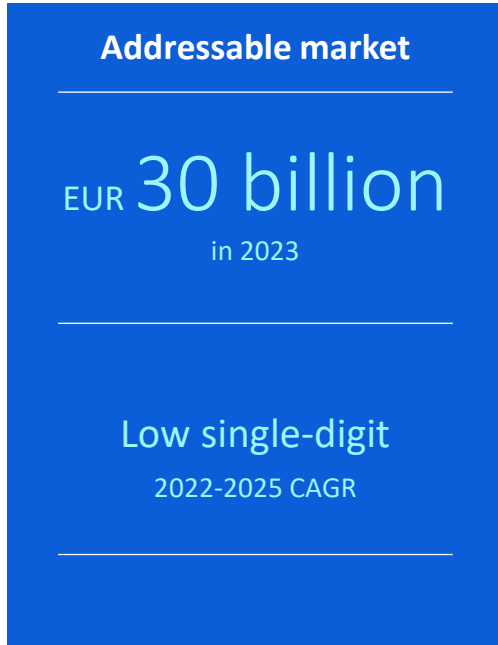 Addressable market
EUR 30 billion
in 2023
Low single-digit
2022-2025 CAGR